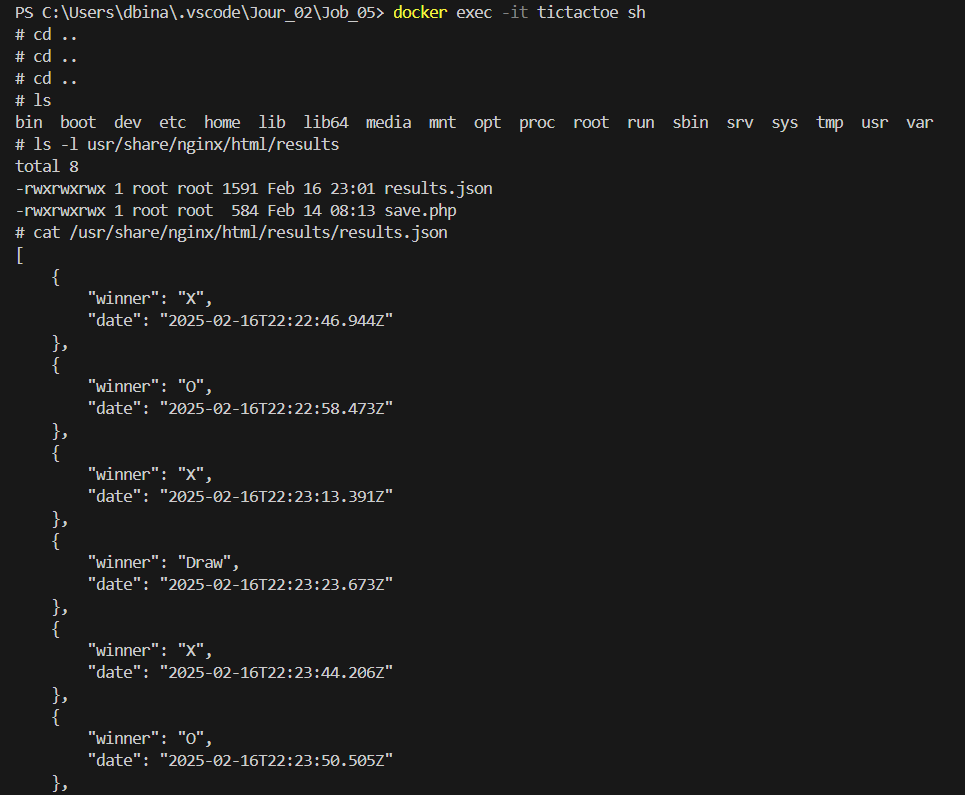 PS C:\Users\dbina\.vscode\Jour_02\Job_05> docker exec -it tictactoe sh
# cd ..
# cd ..
# cd ..
# ls
bin  boot  dev  etc  home  lib  lib64  media  mnt  opt  proc  root  run  sbin  srv  sys  tmp  usr  var
# ls -l usr/share/nginx/html/results
total 8
-rwxrwxrwx 1 root root 1591 Feb 16 23:01 results.json
-rwxrwxrwx 1 root root  584 Feb 14 08:13 save.php
# cat /usr/share/nginx/html/results/results.json
[
    {
        "winner": "X",
        "date": "2025-02-16T22:22:46.944Z"
    },
    {
        "winner": "O",
        "date": "2025-02-16T22:22:58.473Z"
    },
    {
        "winner": "X",
        "date": "2025-02-16T22:23:13.391Z"
    },
    {
        "winner": "Draw",
        "date": "2025-02-16T22:23:23.673Z"
    },
    {
        "winner": "X",
        "date": "2025-02-16T22:23:44.206Z"
    },
    {
        "winner": "O",
        "date": "2025-02-16T22:23:50.505Z"
    },